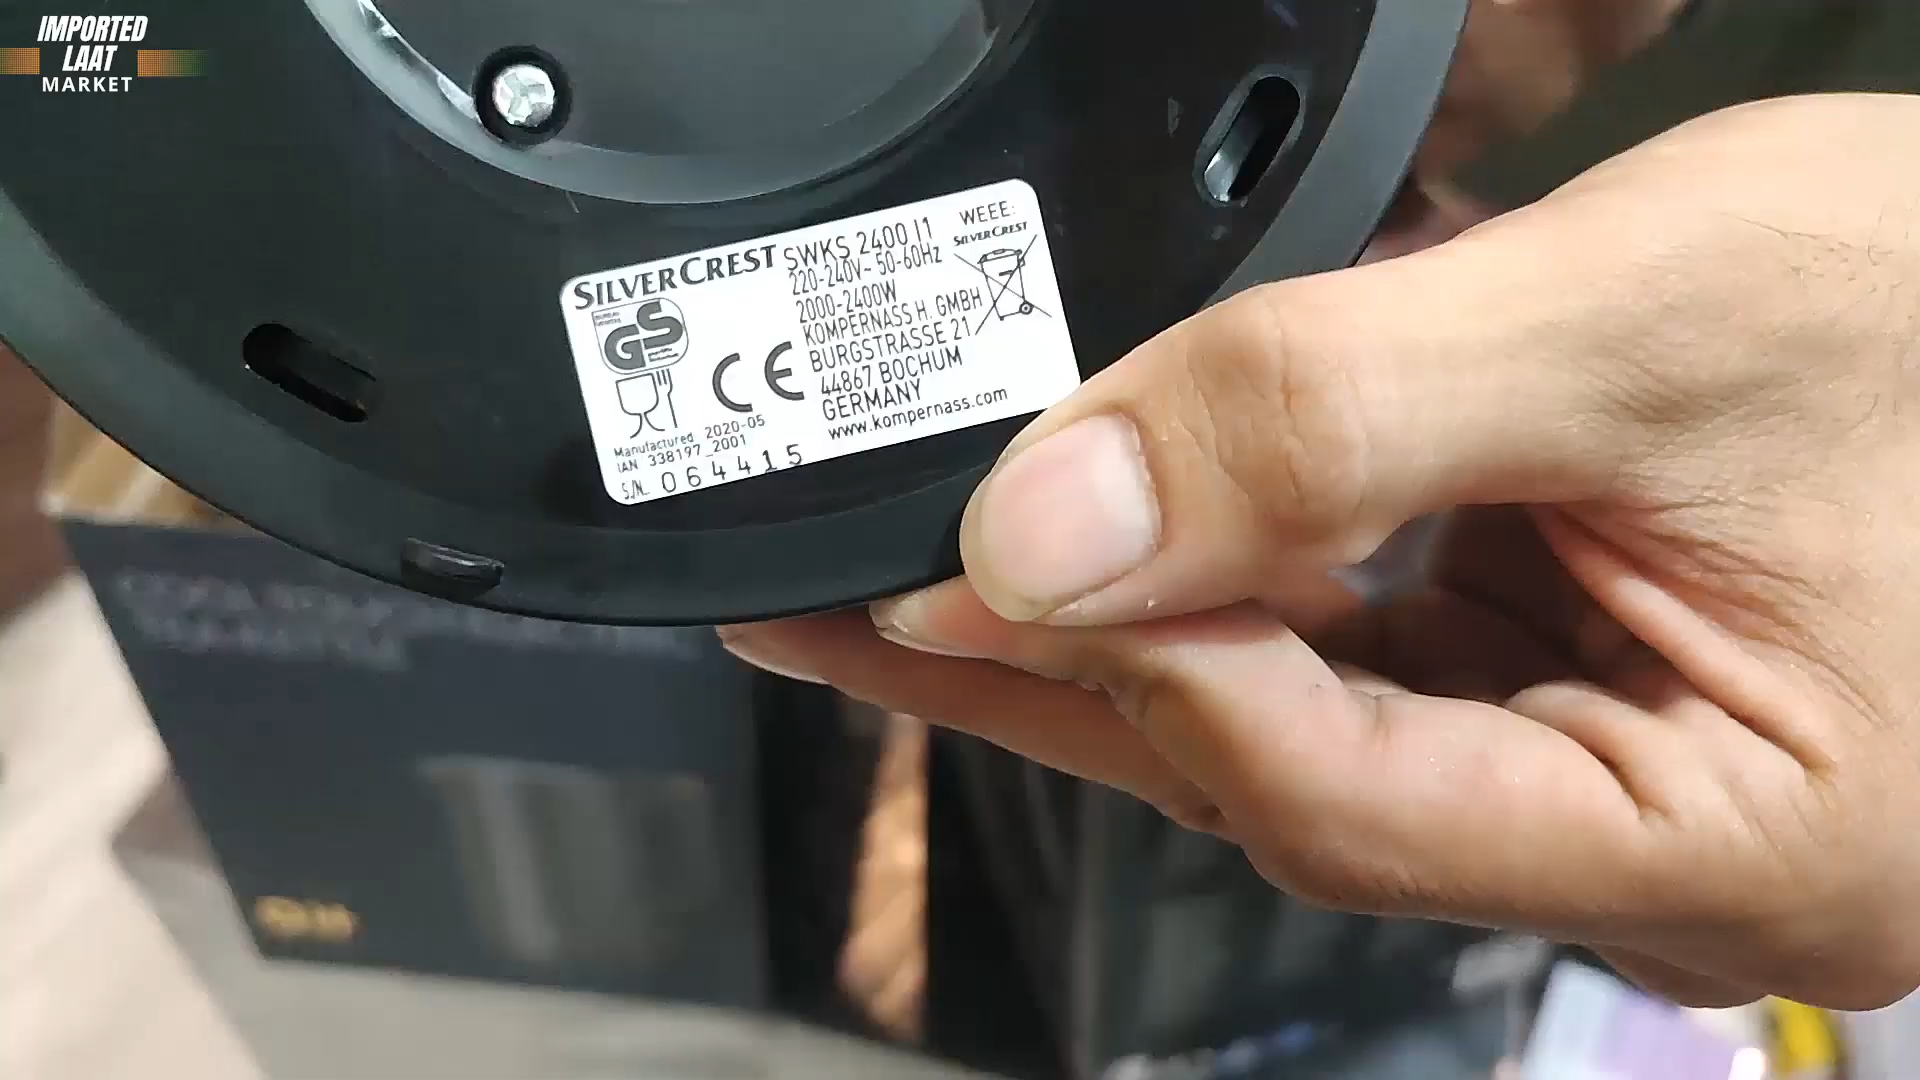 IMPORTED
LAAT
MARKET
SILVERCREST
SWKS 2400 I1
220-240V~ 50-60Hz
2000-2400W
KOMPERNASS H. GMBH
BURGSTRASSE 21
44867 BOCHUM
GERMANY
www.kompernass.com
WEEE:
SILVERCREST
GS
CE
Manufactured 2020-05
IAN 338197_2001
S/N. 064415